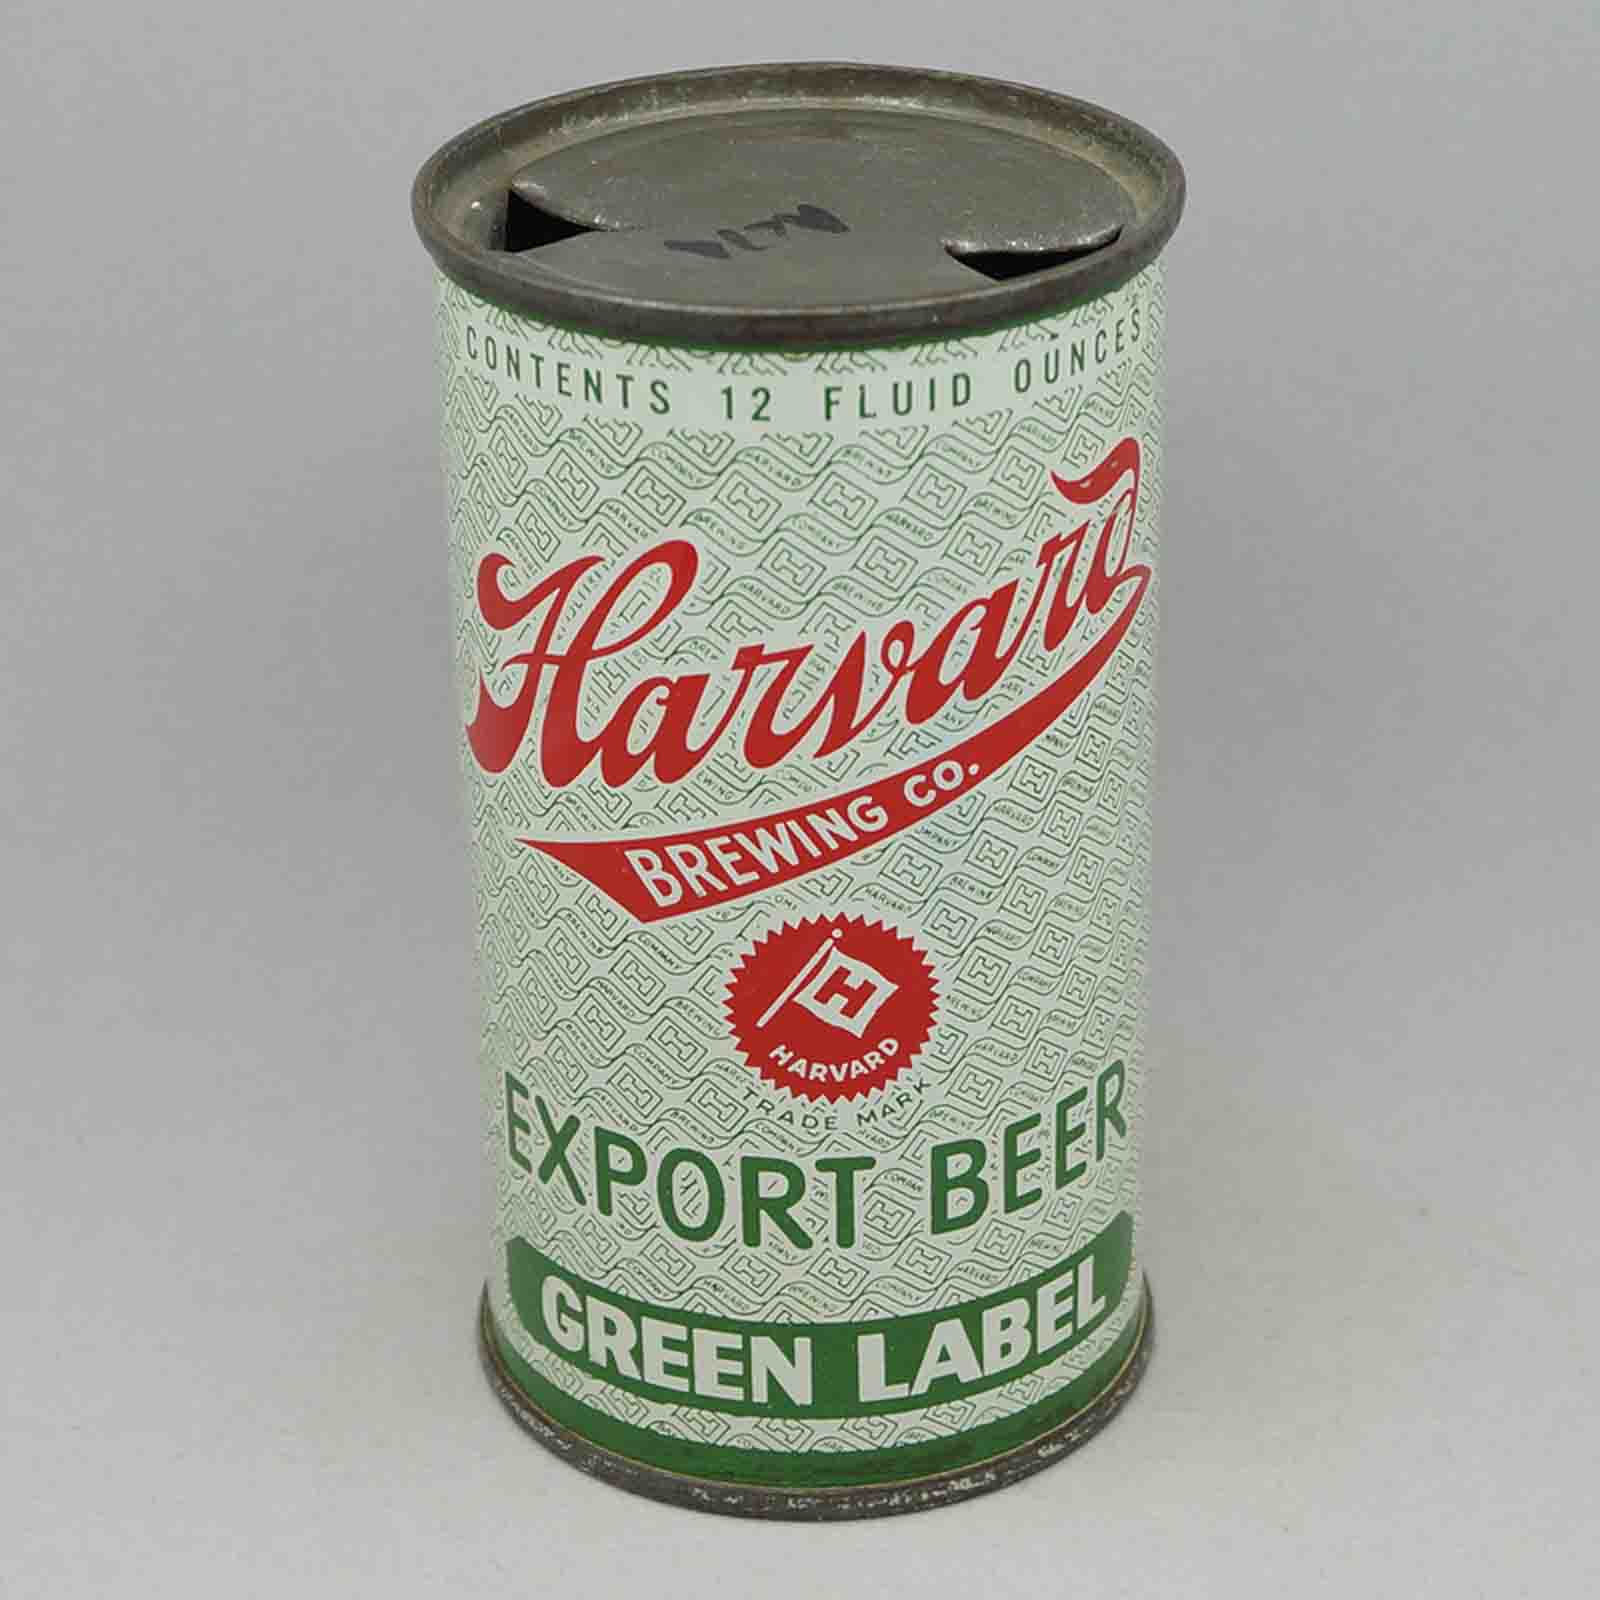 CONTENTS 12 FLUID OUNCES
Harvard
BREWING CO.
H
HARVARD
TRADE MARK
EXPORT BEER
GREEN LABEL